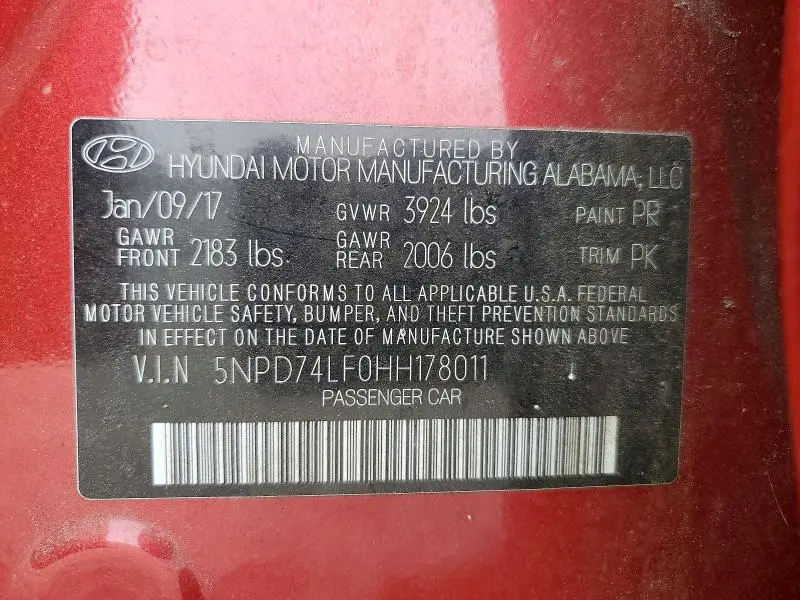 MANUFACTURED BY
HYUNDAI MOTOR MANUFACTURING ALABAMA, LLC
Jan/09/17 GVWR 3924 lbs PAINT PR
GAWR FRONT 2183 lbs. GAWR REAR 2006 lbs TRIM PK
THIS VEHICLE CONFORMS TO ALL APPLICABLE U.S.A. FEDERAL
MOTOR VEHICLE SAFETY, BUMPER, AND THEFT PREVENTION STANDARDS
IN EFFECT ON THE DATE OF MANUFACTURE SHOWN ABOVE
V.I.N 5NPD74LF0HH178011
PASSENGER CAR